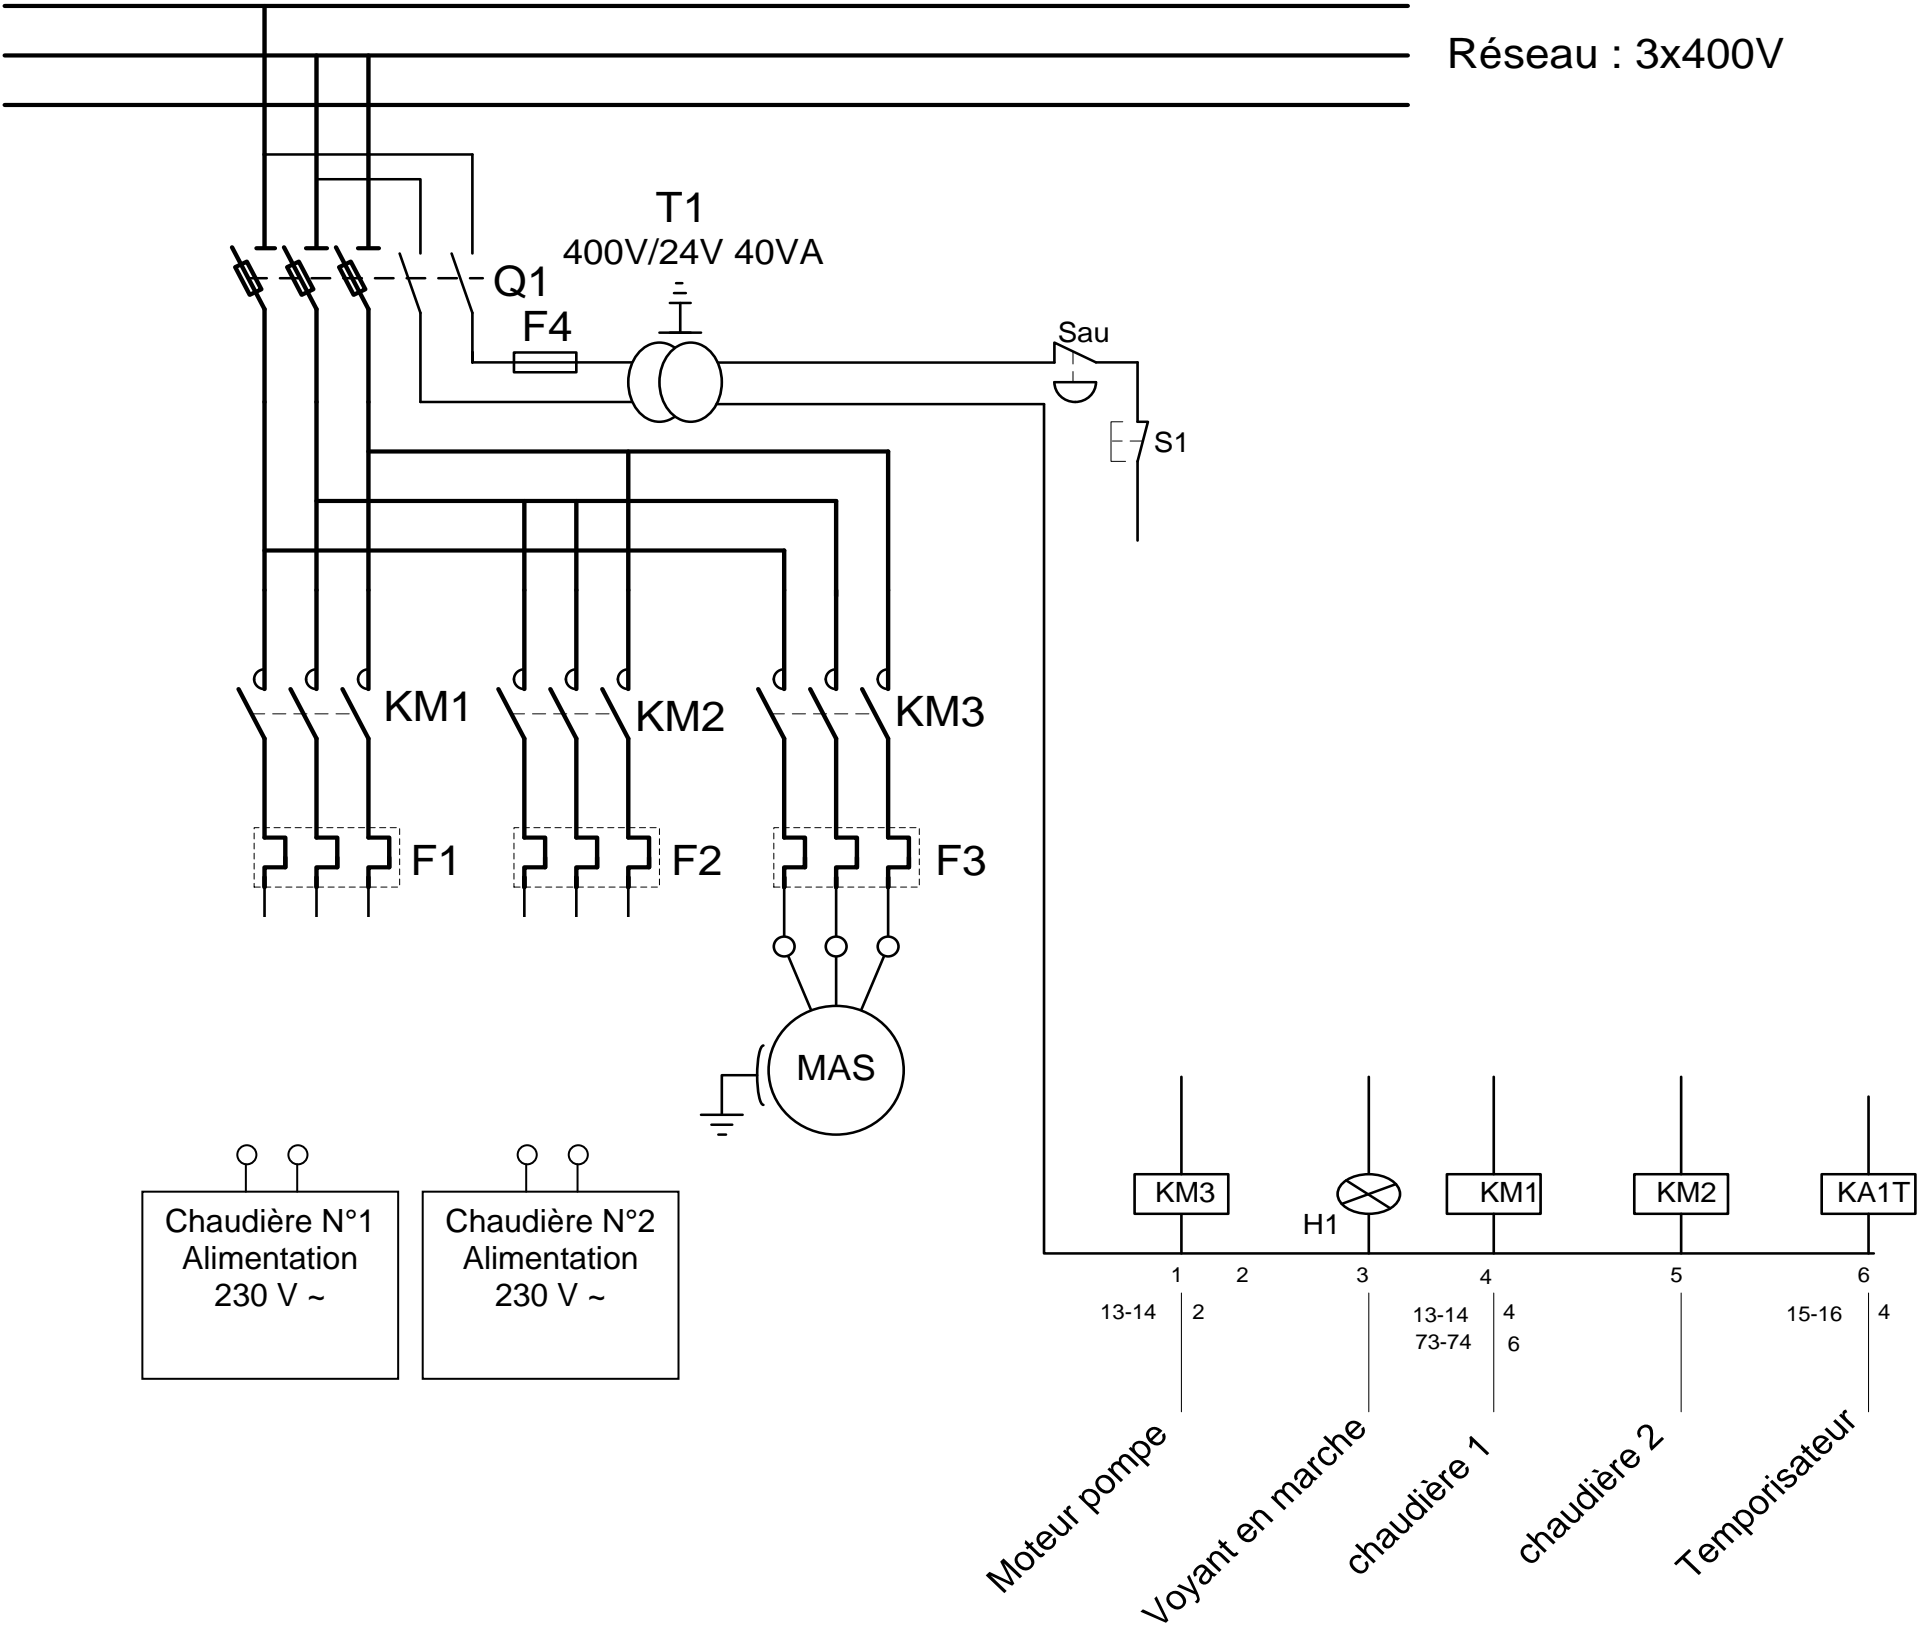 Réseau : 3x400V
T1
400V/24V 40VA
Q1
F4
Sau
S1
KM1
KM2
KM3
F1
F2
F3
MAS
Chaudière N°1
Alimentation
230 V ~
Chaudière N°2
Alimentation
230 V ~
KM3
H1
KM1
KM2
KA1T
1 2 3 4 5 6
13-14 2
13-14 4
73-74 6
15-16 4
Moteur pompe
Voyant en marche
chaudière 1
chaudière 2
Temporisateur